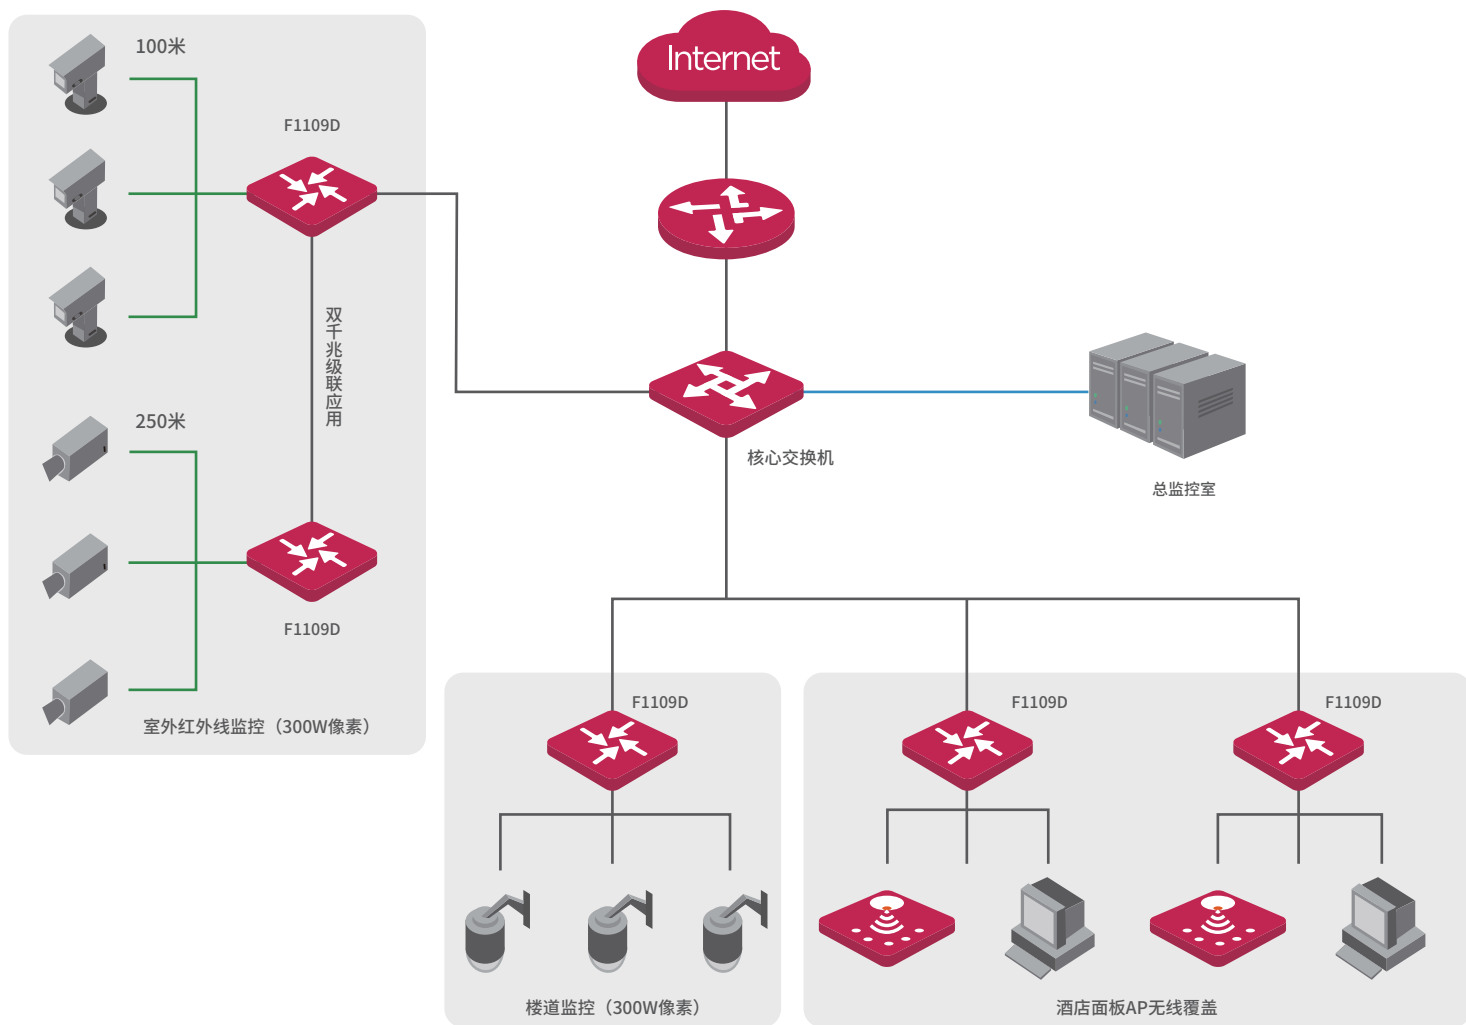 100米
Internet
F1109D
双千兆级联应用
250米
核心交换机
总监控室
F1109D
室外红外线监控（300W像素）
F1109D
F1109D
F1109D
楼道监控（300W像素）
酒店面板AP无线覆盖